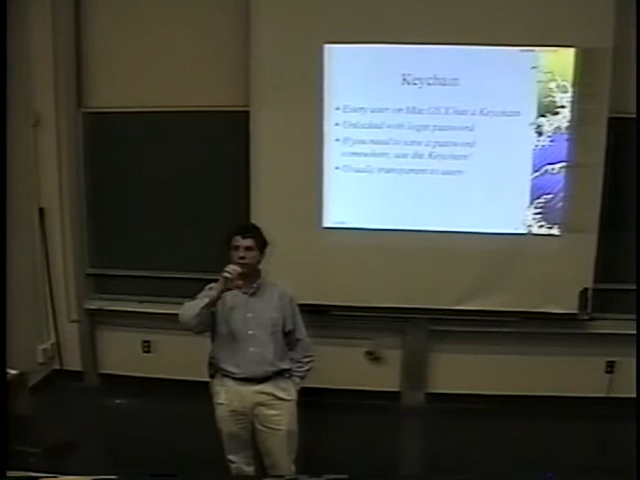 Keychain
• Every user on Mac OS X has a Keychain
• Unlocked with login password
• If you need to save a password
somewhere, use the Keychain!
• Usually transparent to users